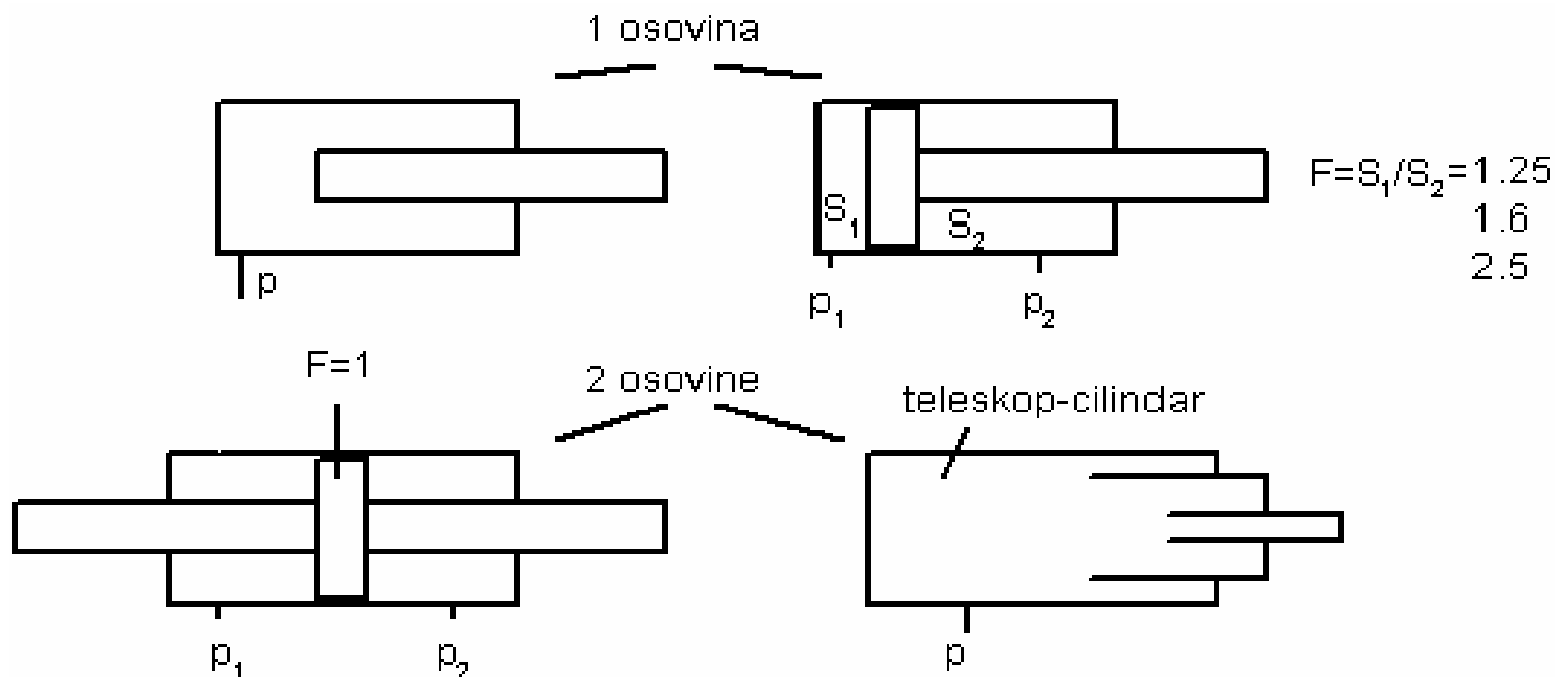 1 osovina
F=S₁/S₂=1.25
1.6
2.5
S₁
S₂
p
p₁
p₂
F=1
2 osovine
teleskop-cilindar
p₁
p₂
p